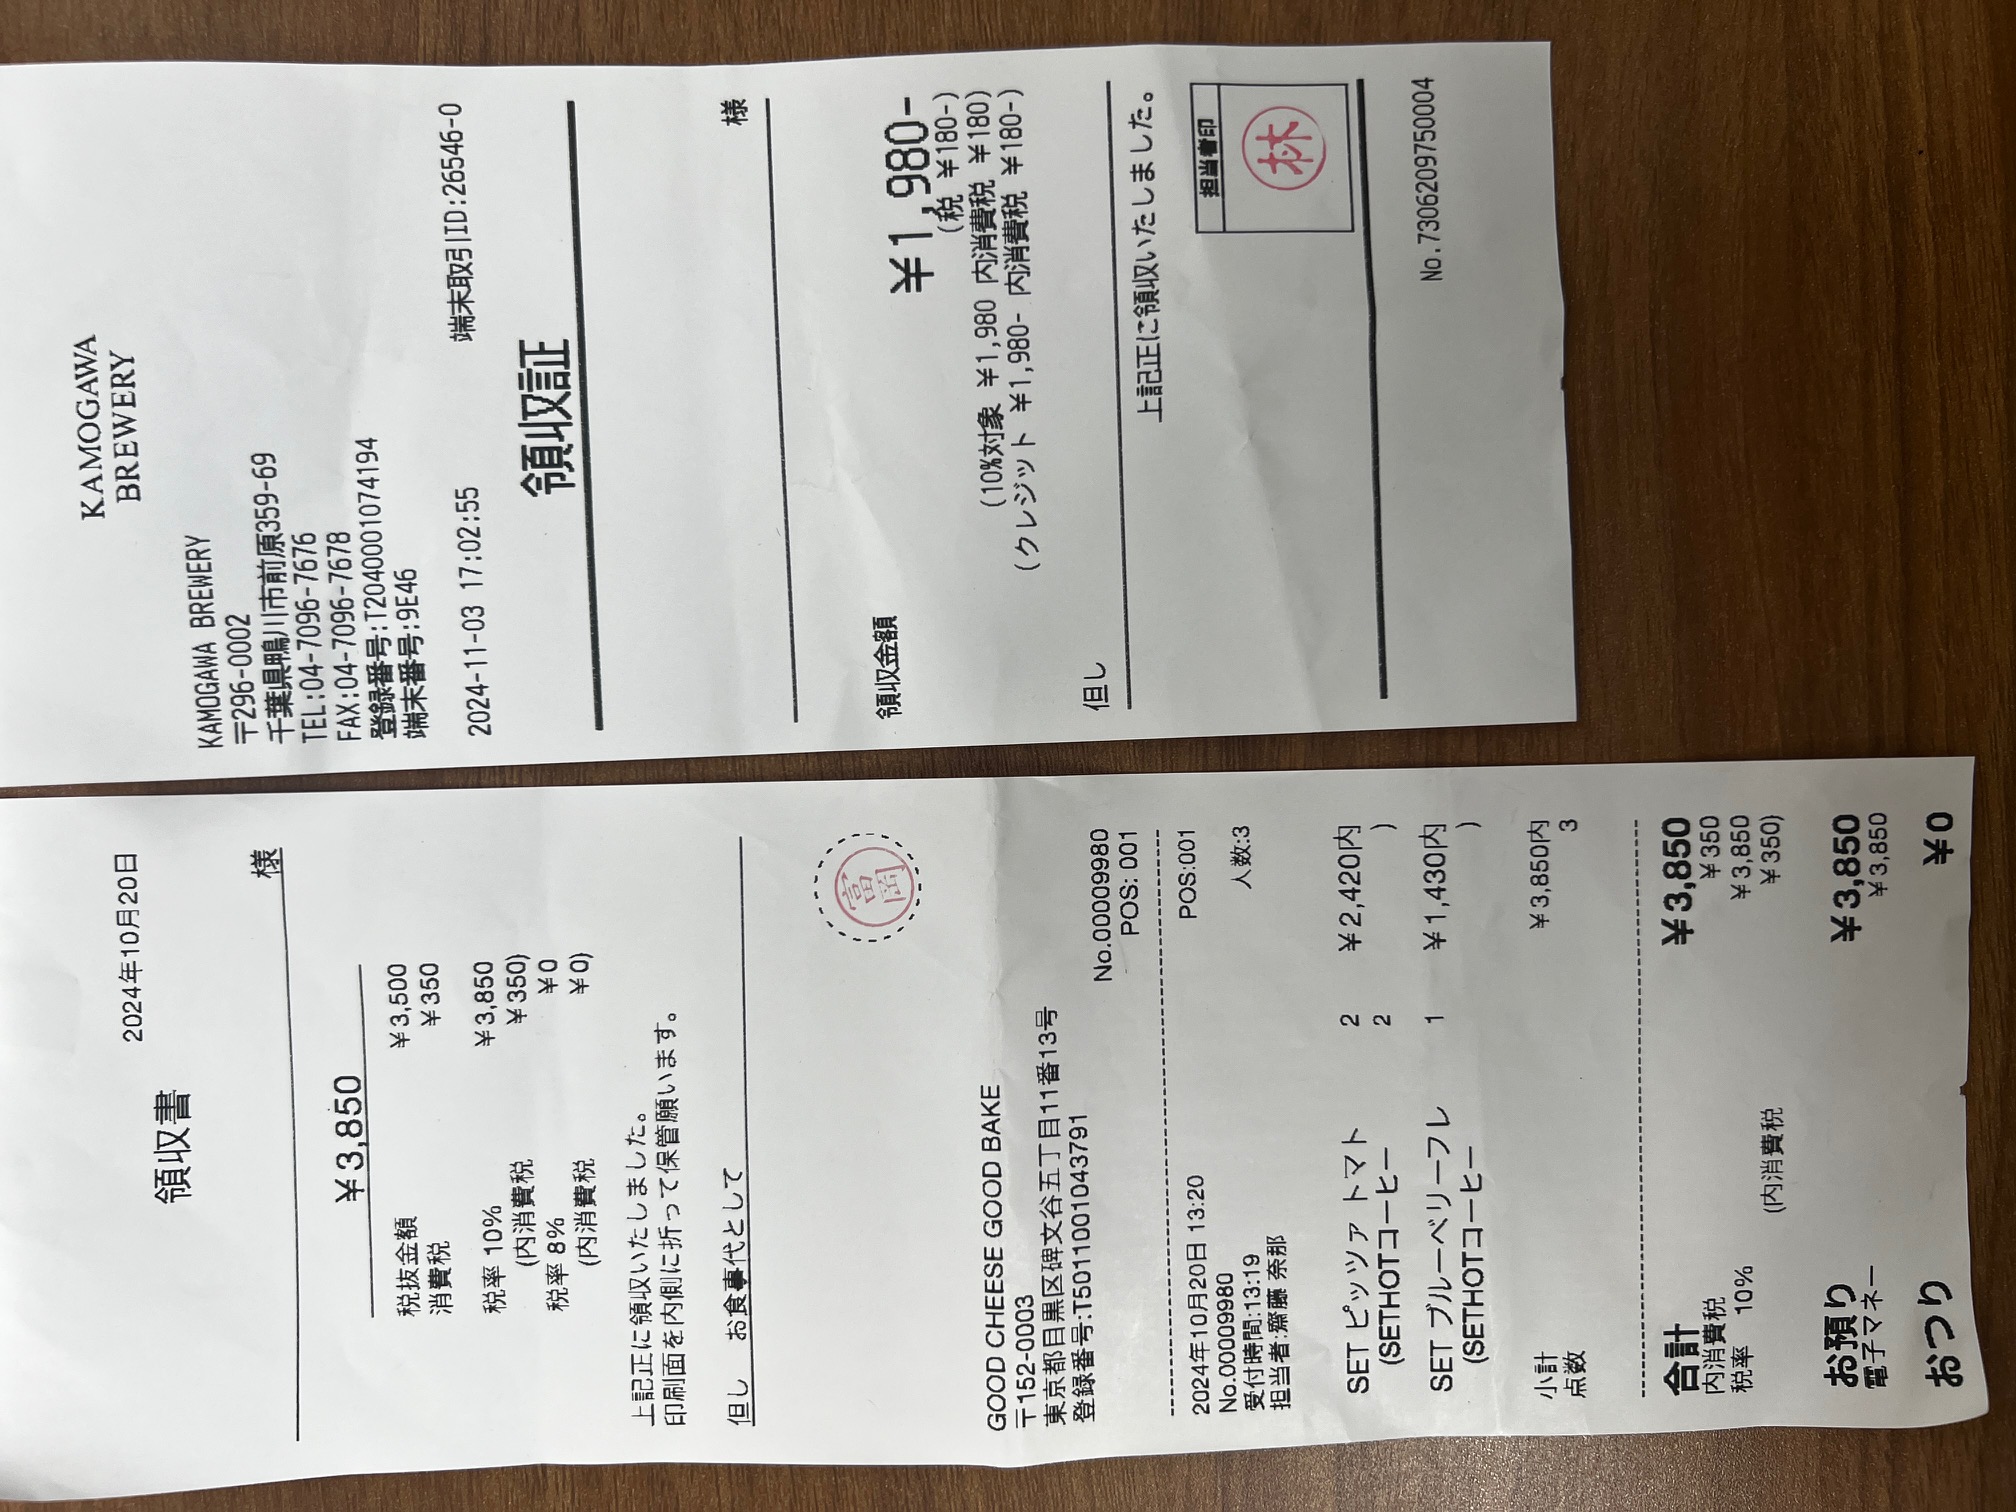 2024年10月20日
領収書
様
¥3,850
税抜金額 ¥3,500
消費税 ¥350
税率 10% ¥3,850
(内消費税 ¥350)
税率 8% ¥0
(内消費税 ¥0)
上記正に領収いたしました。
印刷面を内側に折って保管願います。
但し お食事代として
富岡
GOOD CHEESE GOOD BAKE
〒152-0003
東京都目黒区碑文谷五丁目11番13号
登録番号:T5011001043791
No.00009980
POS: 001
2024年10月20日 13:20 POS:001
No.00009980
受付時間:13:19 人数:3
担当者:齋藤 奈那
SET ピッツァ トマト 2 ¥2,420内
(SETHOTコーヒー 2 )
SET ブルーベリーフレ 1 ¥1,430内
(SETHOTコーヒー )
小計 ¥3,850内
点数 3
合計 ¥3,850
内消費税 ¥350
税率 10% ¥3,850
(内消費税 ¥350)
お預り ¥3,850
電子マネー ¥3,850
おつり ¥0
KAMOGAWA
BREWERY
KAMOGAWA BREWERY
〒296-0002
千葉県鴨川市前原359-69
TEL:04-7096-7676
FAX:04-7096-7678
登録番号:T2040001074194
端末番号:9E46
2024-11-03 17:02:55 端末取引ID:26546-0
領収証
様
領収金額
¥1,980-
(税 ¥180-)
(10%対象 ¥1,980 内消費税 ¥180)
(クレジット ¥1,980- 内消費税 ¥180-)
但し
上記正に領収いたしました。
担当者印
林
No.7306209750004